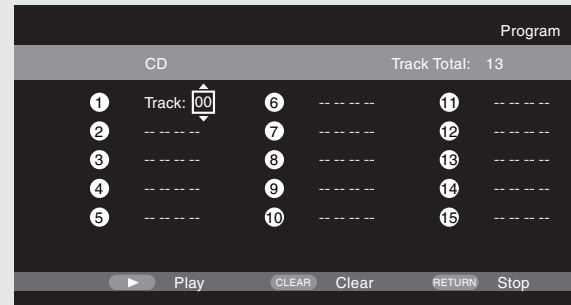 Program
CD Track Total: 13
1 Track: 00 6 -- -- -- -- 11 -- -- -- --
2 -- -- -- -- 7 -- -- -- -- 12 -- -- -- --
3 -- -- -- -- 8 -- -- -- -- 13 -- -- -- --
4 -- -- -- -- 9 -- -- -- -- 14 -- -- -- --
5 -- -- -- -- 10 -- -- -- -- 15 -- -- -- --
Play CLEAR Clear RETURN Stop